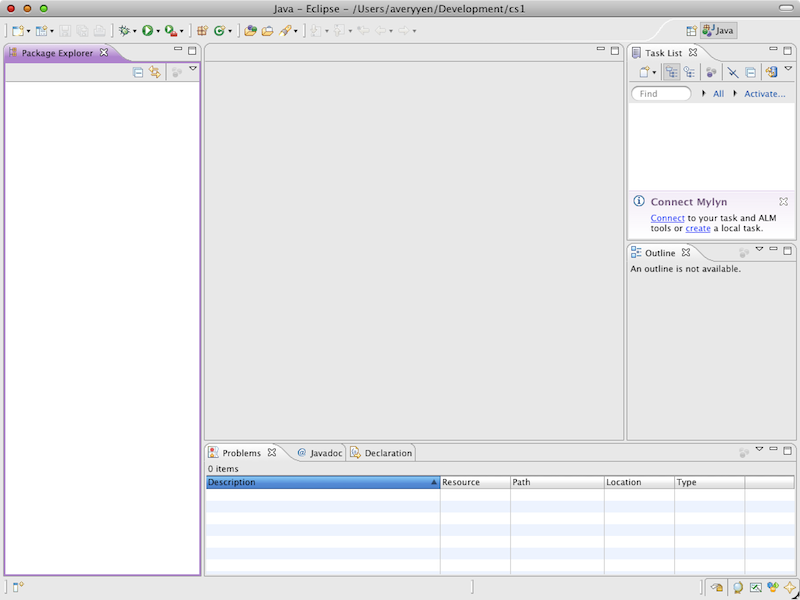 Java – Eclipse – /Users/averyyen/Development/cs1
Java
Package Explorer
Task List
Find
All
Activate...
Connect Mylyn
Connect to your task and ALM
tools or create a local task.
Outline
An outline is not available.
Problems
Javadoc
Declaration
0 items
Description
Resource
Path
Location
Type